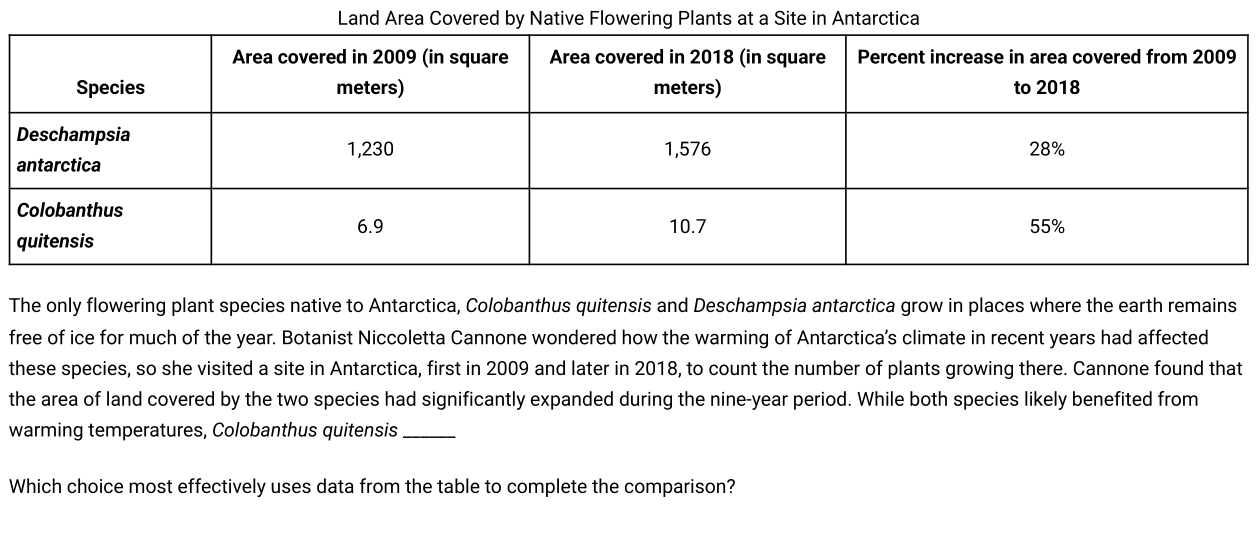 Land Area Covered by Native Flowering Plants at a Site in Antarctica
Species
Area covered in 2009 (in square
meters)
Area covered in 2018 (in square
meters)
Percent increase in area covered from 2009
to 2018
Deschampsia
antarctica
1,230
1,576
28%
Colobanthus
quitensis
6.9
10.7
55%
The only flowering plant species native to Antarctica, Colobanthus quitensis and Deschampsia antarctica grow in places where the earth remains
free of ice for much of the year. Botanist Niccoletta Cannone wondered how the warming of Antarctica’s climate in recent years had affected
these species, so she visited a site in Antarctica, first in 2009 and later in 2018, to count the number of plants growing there. Cannone found that
the area of land covered by the two species had significantly expanded during the nine-year period. While both species likely benefited from
warming temperatures, Colobanthus quitensis ______
Which choice most effectively uses data from the table to complete the comparison?